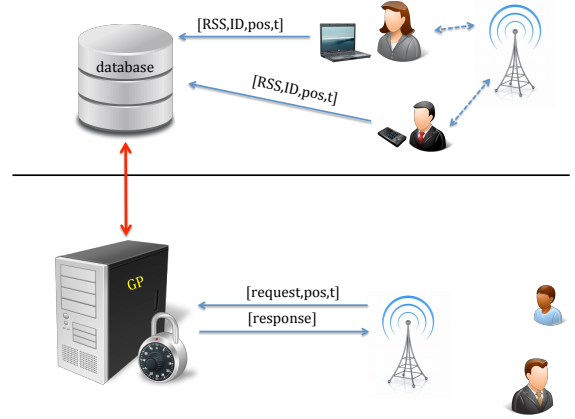 [RSS,ID,pos,t]
database
[RSS,ID,pos,t]
GP
[request,pos,t]
[response]